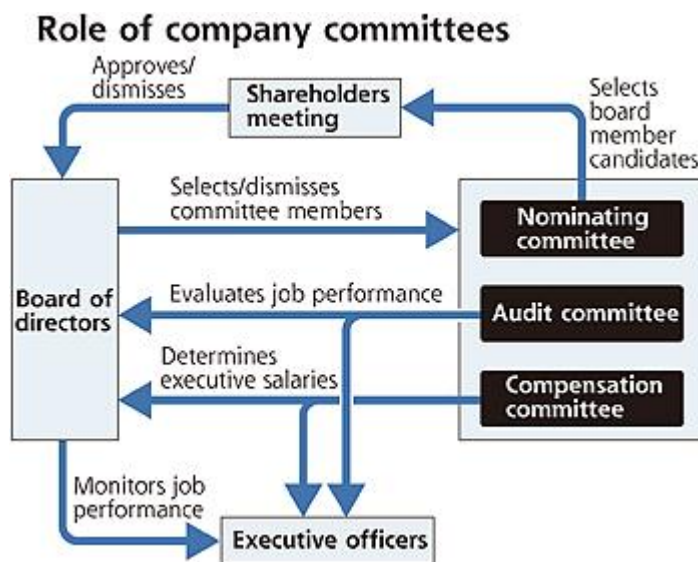 Role of company committees
Approves/
dismisses
Shareholders
meeting
Selects
board
member
candidates
Selects/dismisses
committee members
Nominating
committee
Board of
directors
Evaluates job performance
Audit committee
Determines
executive salaries
Compensation
committee
Monitors job
performance
Executive officers